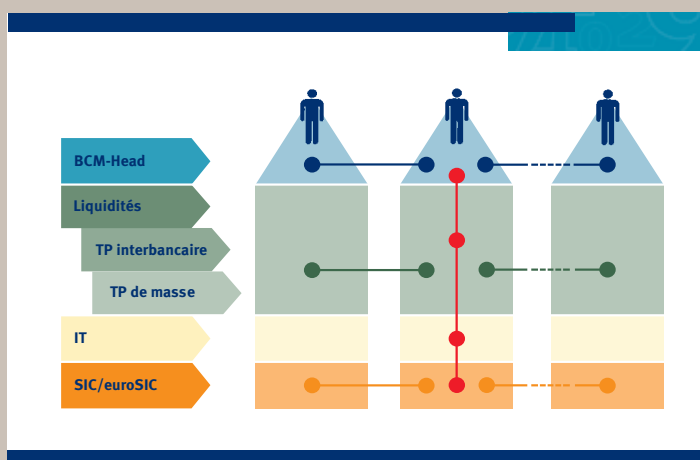 BCM-Head
Liquidités
TP interbancaire
TP de masse
IT
SIC/euroSIC